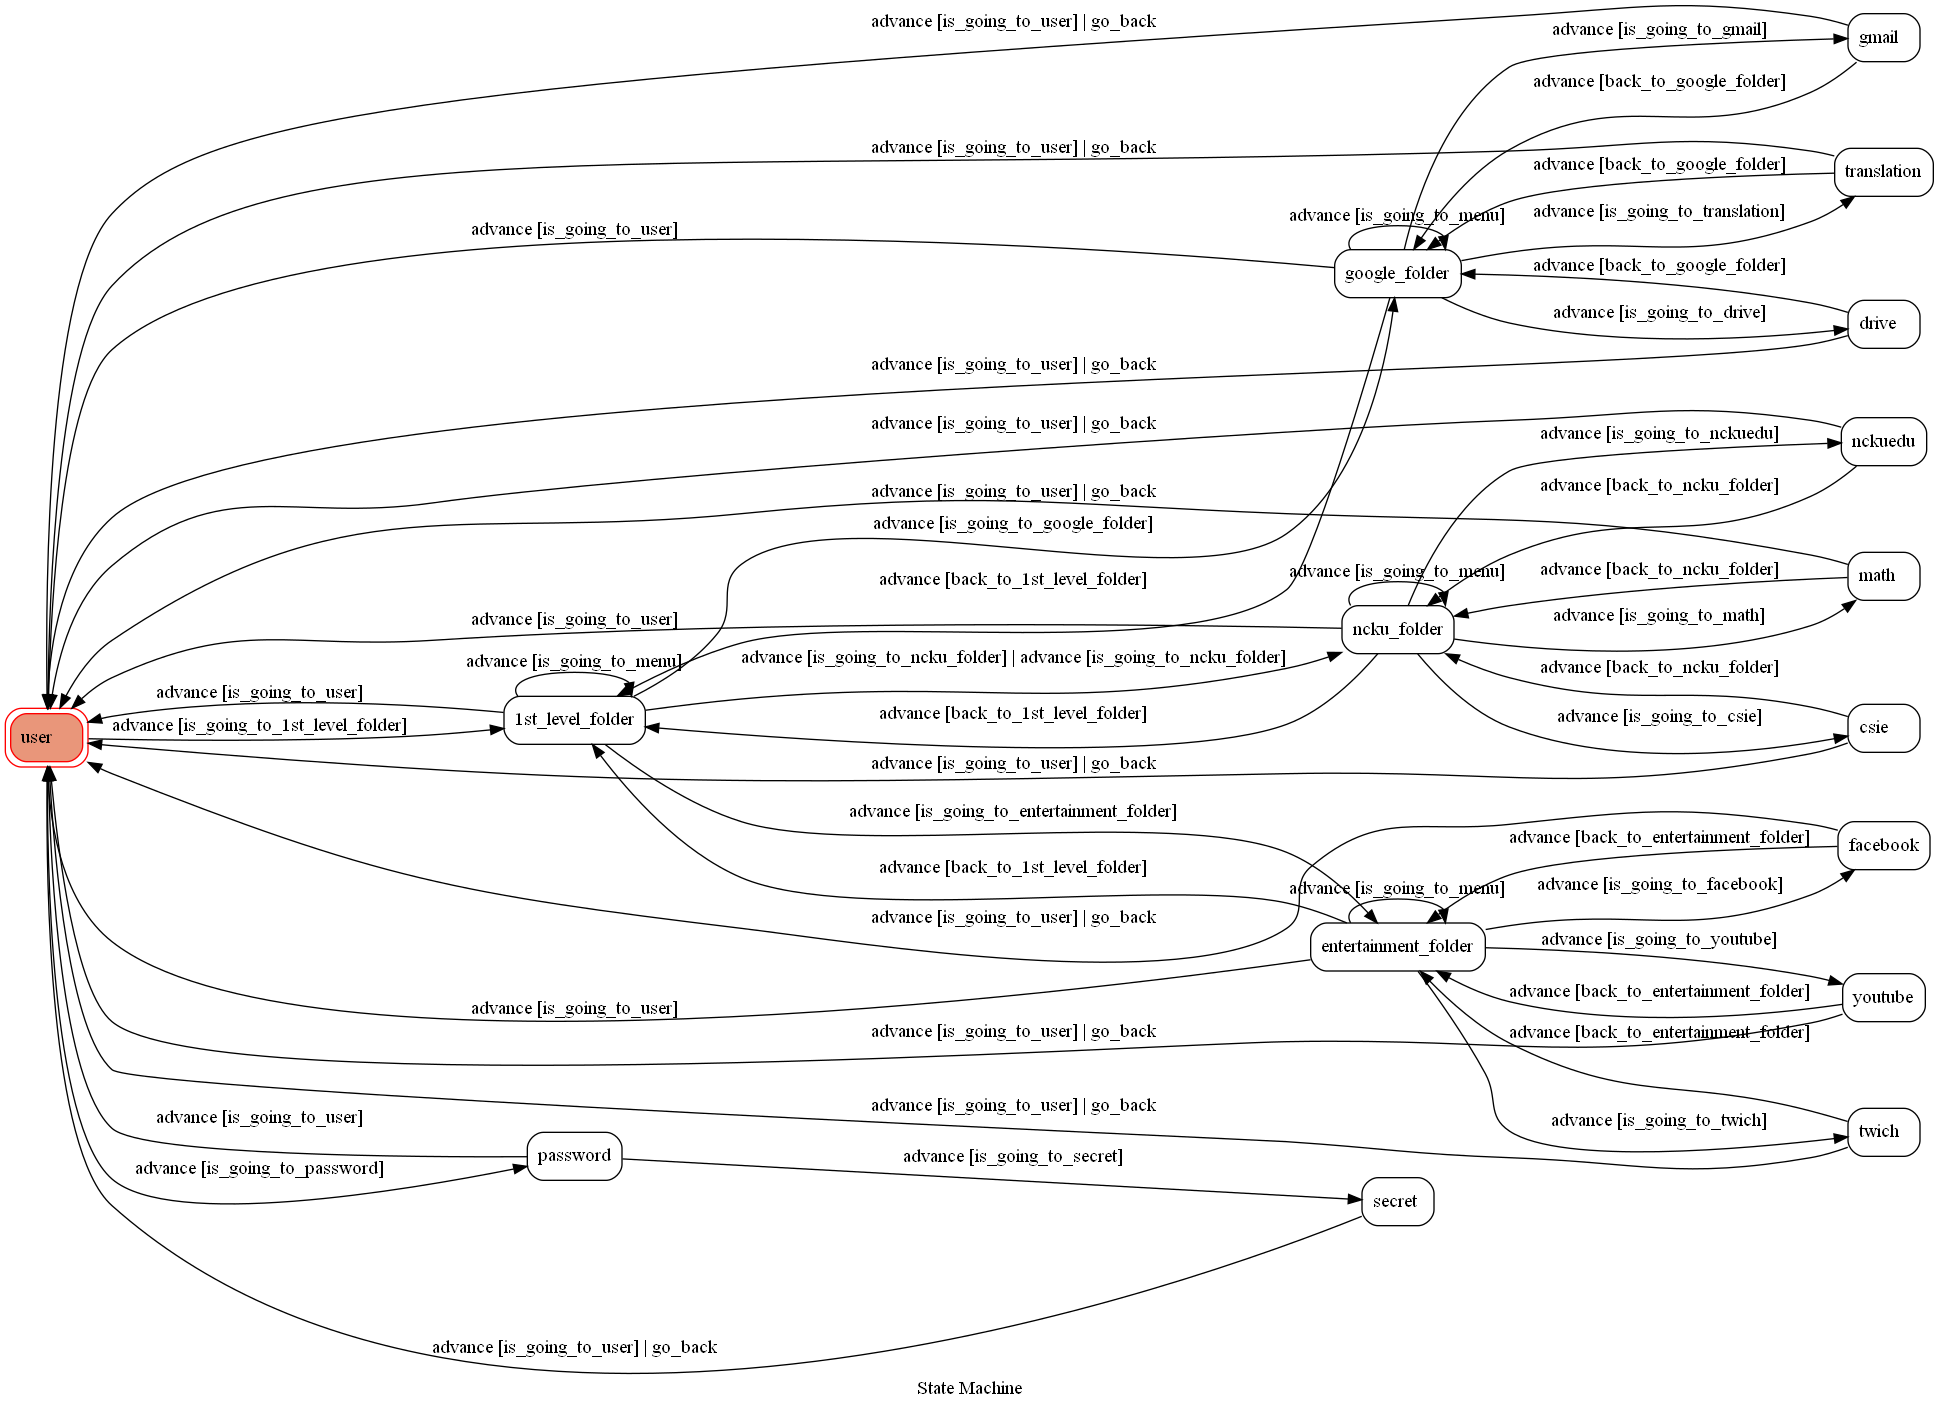 advance [is_going_to_user] | go_back
advance [is_going_to_gmail]
gmail
advance [back_to_google_folder]
advance [is_going_to_user] | go_back
advance [back_to_google_folder]
translation
advance [is_going_to_translation]
advance [is_going_to_menu]
advance [is_going_to_user]
advance [back_to_google_folder]
google_folder
advance [is_going_to_drive]
drive
advance [is_going_to_user] | go_back
advance [is_going_to_user] | go_back
advance [is_going_to_nckuedu]
nckuedu
advance [is_going_to_user] | go_back
advance [back_to_ncku_folder]
advance [is_going_to_google_folder]
advance [back_to_1st_level_folder]
advance [is_going_to_menu]
advance [back_to_ncku_folder]
math
advance [is_going_to_user]
advance [is_going_to_math]
ncku_folder
advance [is_going_to_menu]
advance [is_going_to_ncku_folder] | advance [is_going_to_ncku_folder]
advance [back_to_ncku_folder]
advance [is_going_to_user]
advance [back_to_1st_level_folder]
advance [is_going_to_csie]
advance [is_going_to_1st_level_folder]
1st_level_folder
csie
user
advance [is_going_to_user] | go_back
advance [is_going_to_entertainment_folder]
advance [back_to_entertainment_folder]
facebook
advance [back_to_1st_level_folder]
advance [is_going_to_menu]
advance [is_going_to_facebook]
advance [is_going_to_user] | go_back
entertainment_folder
advance [is_going_to_youtube]
advance [back_to_entertainment_folder]
youtube
advance [is_going_to_user]
advance [is_going_to_user] | go_back
advance [back_to_entertainment_folder]
advance [is_going_to_user] | go_back
advance [is_going_to_user]
advance [is_going_to_twich]
twich
password
advance [is_going_to_secret]
advance [is_going_to_password]
secret
advance [is_going_to_user] | go_back
State Machine